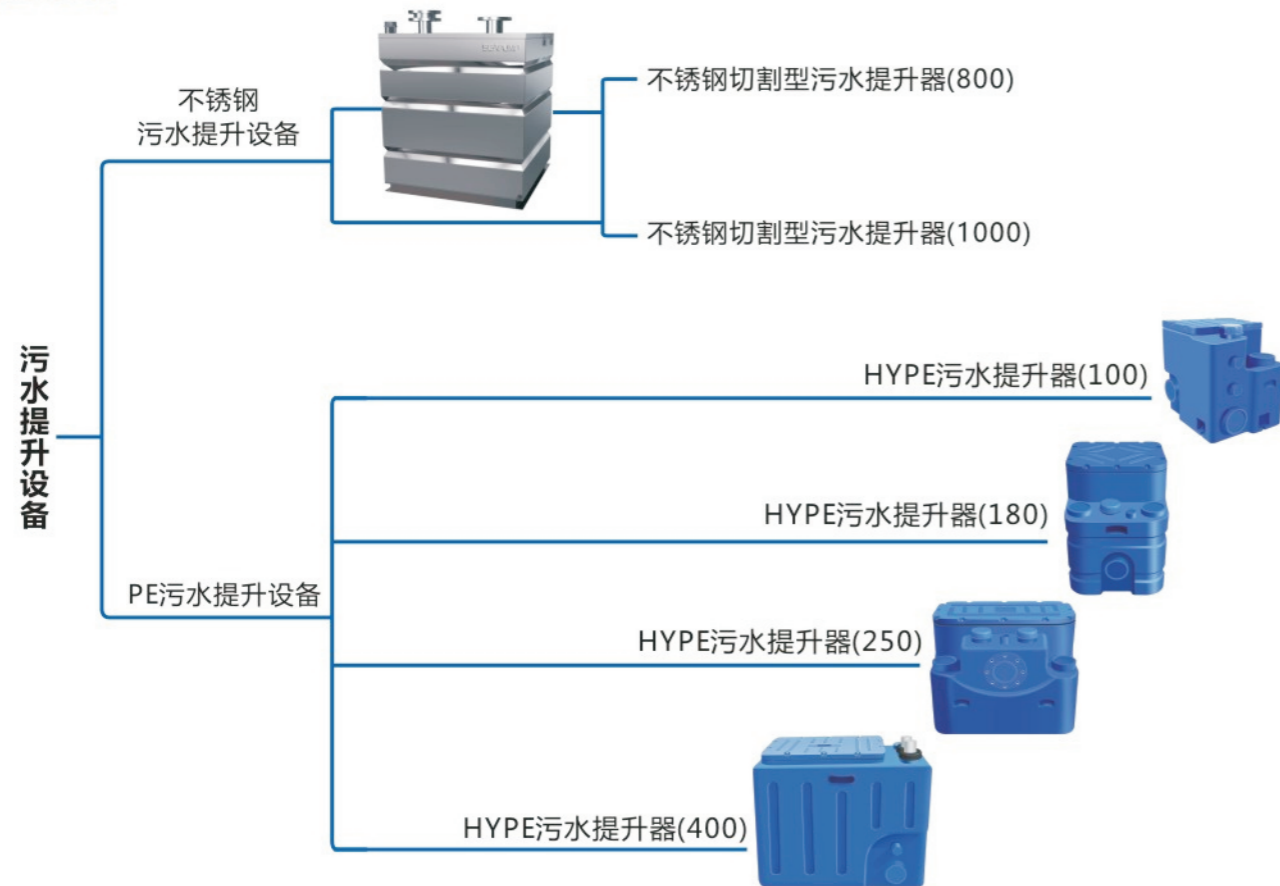 不锈钢
污水提升设备
不锈钢切割型污水提升器(800)
不锈钢切割型污水提升器(1000)
污水提升设备
HYPE污水提升器(100)
HYPE污水提升器(180)
PE污水提升设备
HYPE污水提升器(250)
HYPE污水提升器(400)